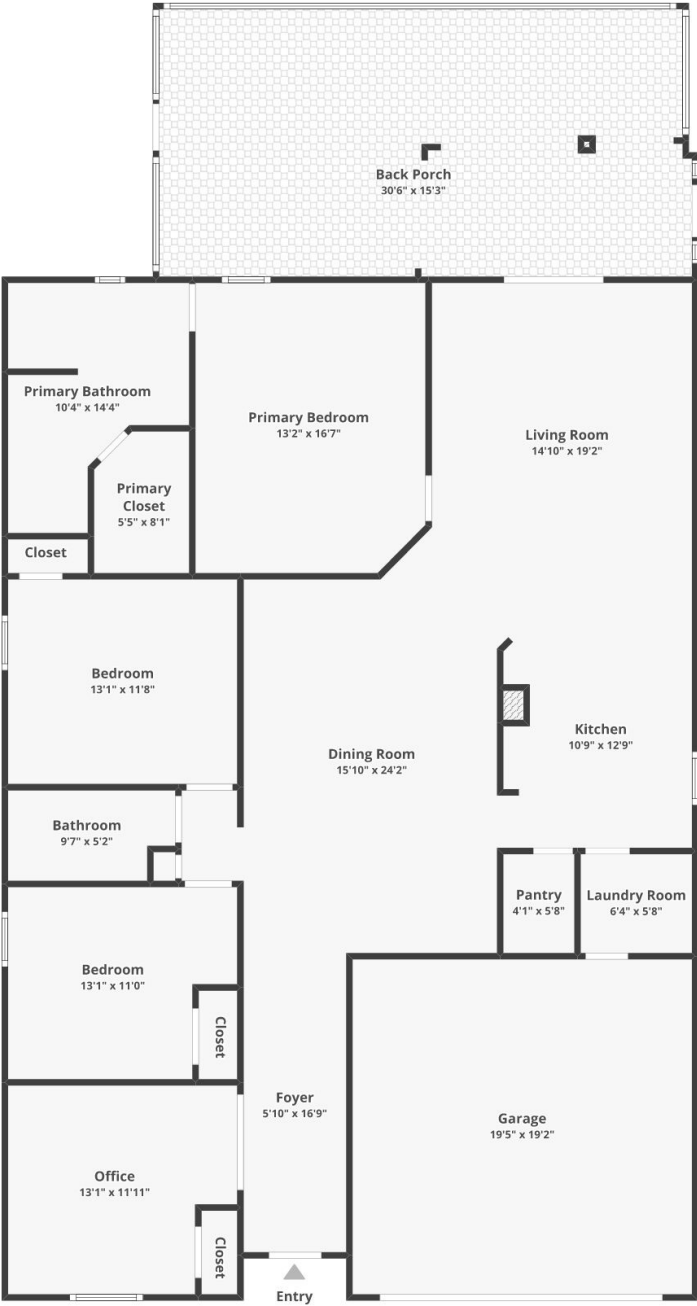 Back Porch
30'6" x 15'3"
Primary Bathroom
10'4" x 14'4"
Primary Bedroom
13'2" x 16'7"
Living Room
14'10" x 19'2"
Primary
Closet
5'5" x 8'1"
Closet
Bedroom
13'1" x 11'8"
Dining Room
15'10" x 24'2"
Kitchen
10'9" x 12'9"
Bathroom
9'7" x 5'2"
Pantry
4'1" x 5'8"
Laundry Room
6'4" x 5'8"
Bedroom
13'1" x 11'0"
Closet
Foyer
5'10" x 16'9"
Garage
19'5" x 19'2"
Office
13'1" x 11'11"
Closet
Entry